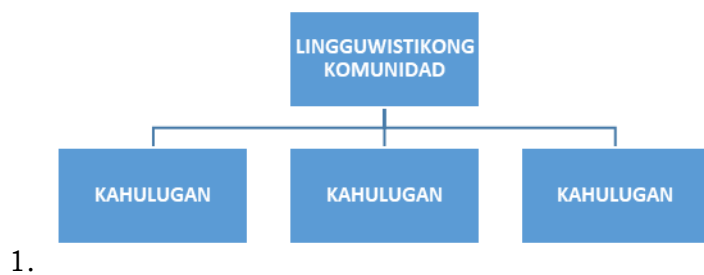 LINGGUWISTIKONG
KOMUNIDAD
KAHULUGAN
KAHULUGAN
KAHULUGAN
1.